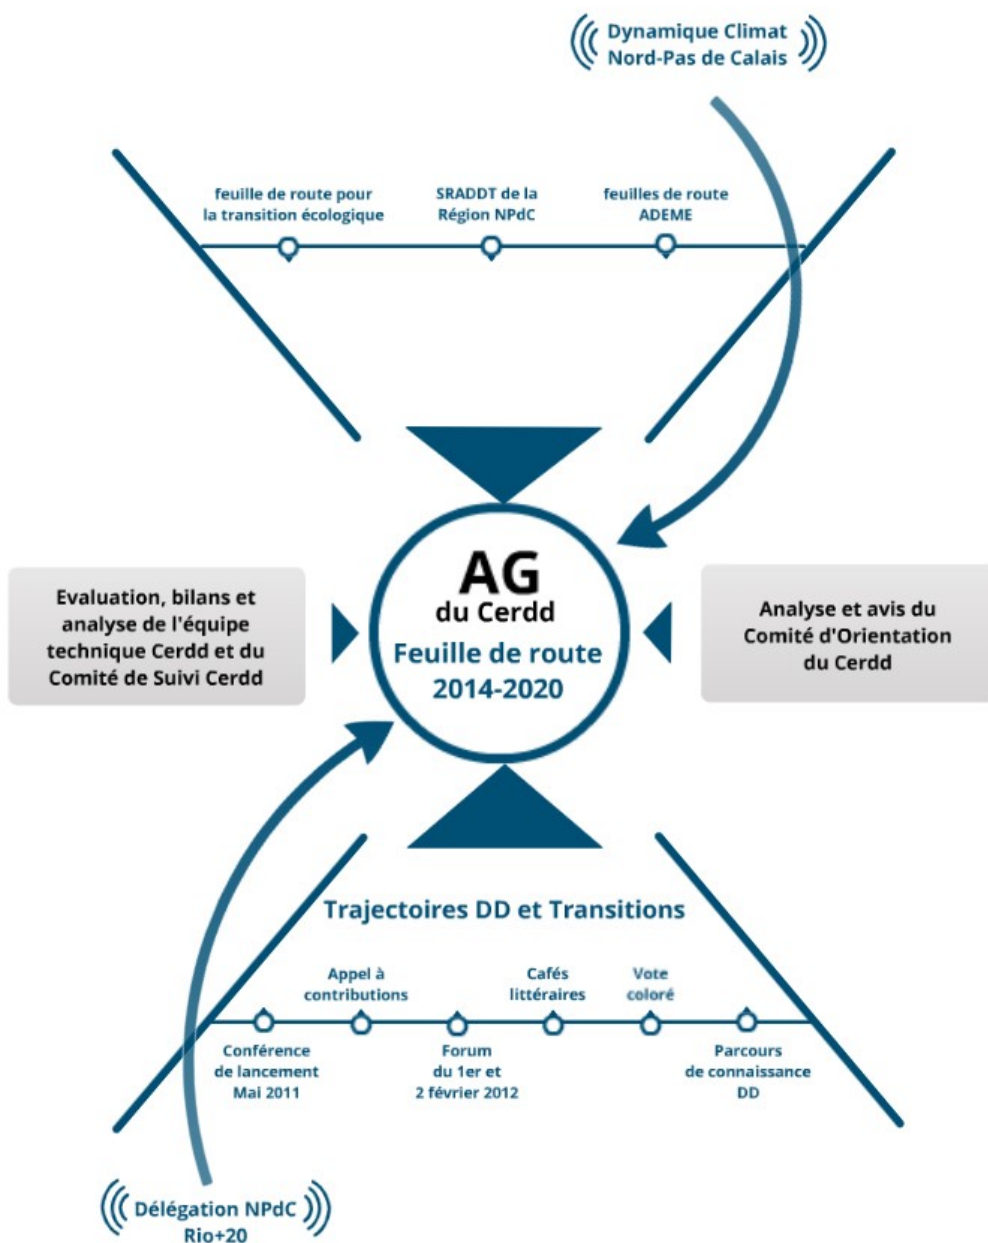 Dynamique Climat
Nord-Pas de Calais
feuille de route pour
la transition écologique
SRADDT de la
Région NPdC
feuilles de route
ADEME
AG
du Cerdd
Feuille de route
2014-2020
Evaluation, bilans et
analyse de l'équipe
technique Cerdd et du
Comité de Suivi Cerdd
Analyse et avis du
Comité d'Orientation
du Cerdd
Trajectoires DD et Transitions
Appel à
contributions
Cafés
littéraires
Vote
coloré
Conférence
de lancement
Mai 2011
Forum
du 1er et
2 février 2012
Parcours
de connaissance
DD
Délégation NPdC
Rio+20